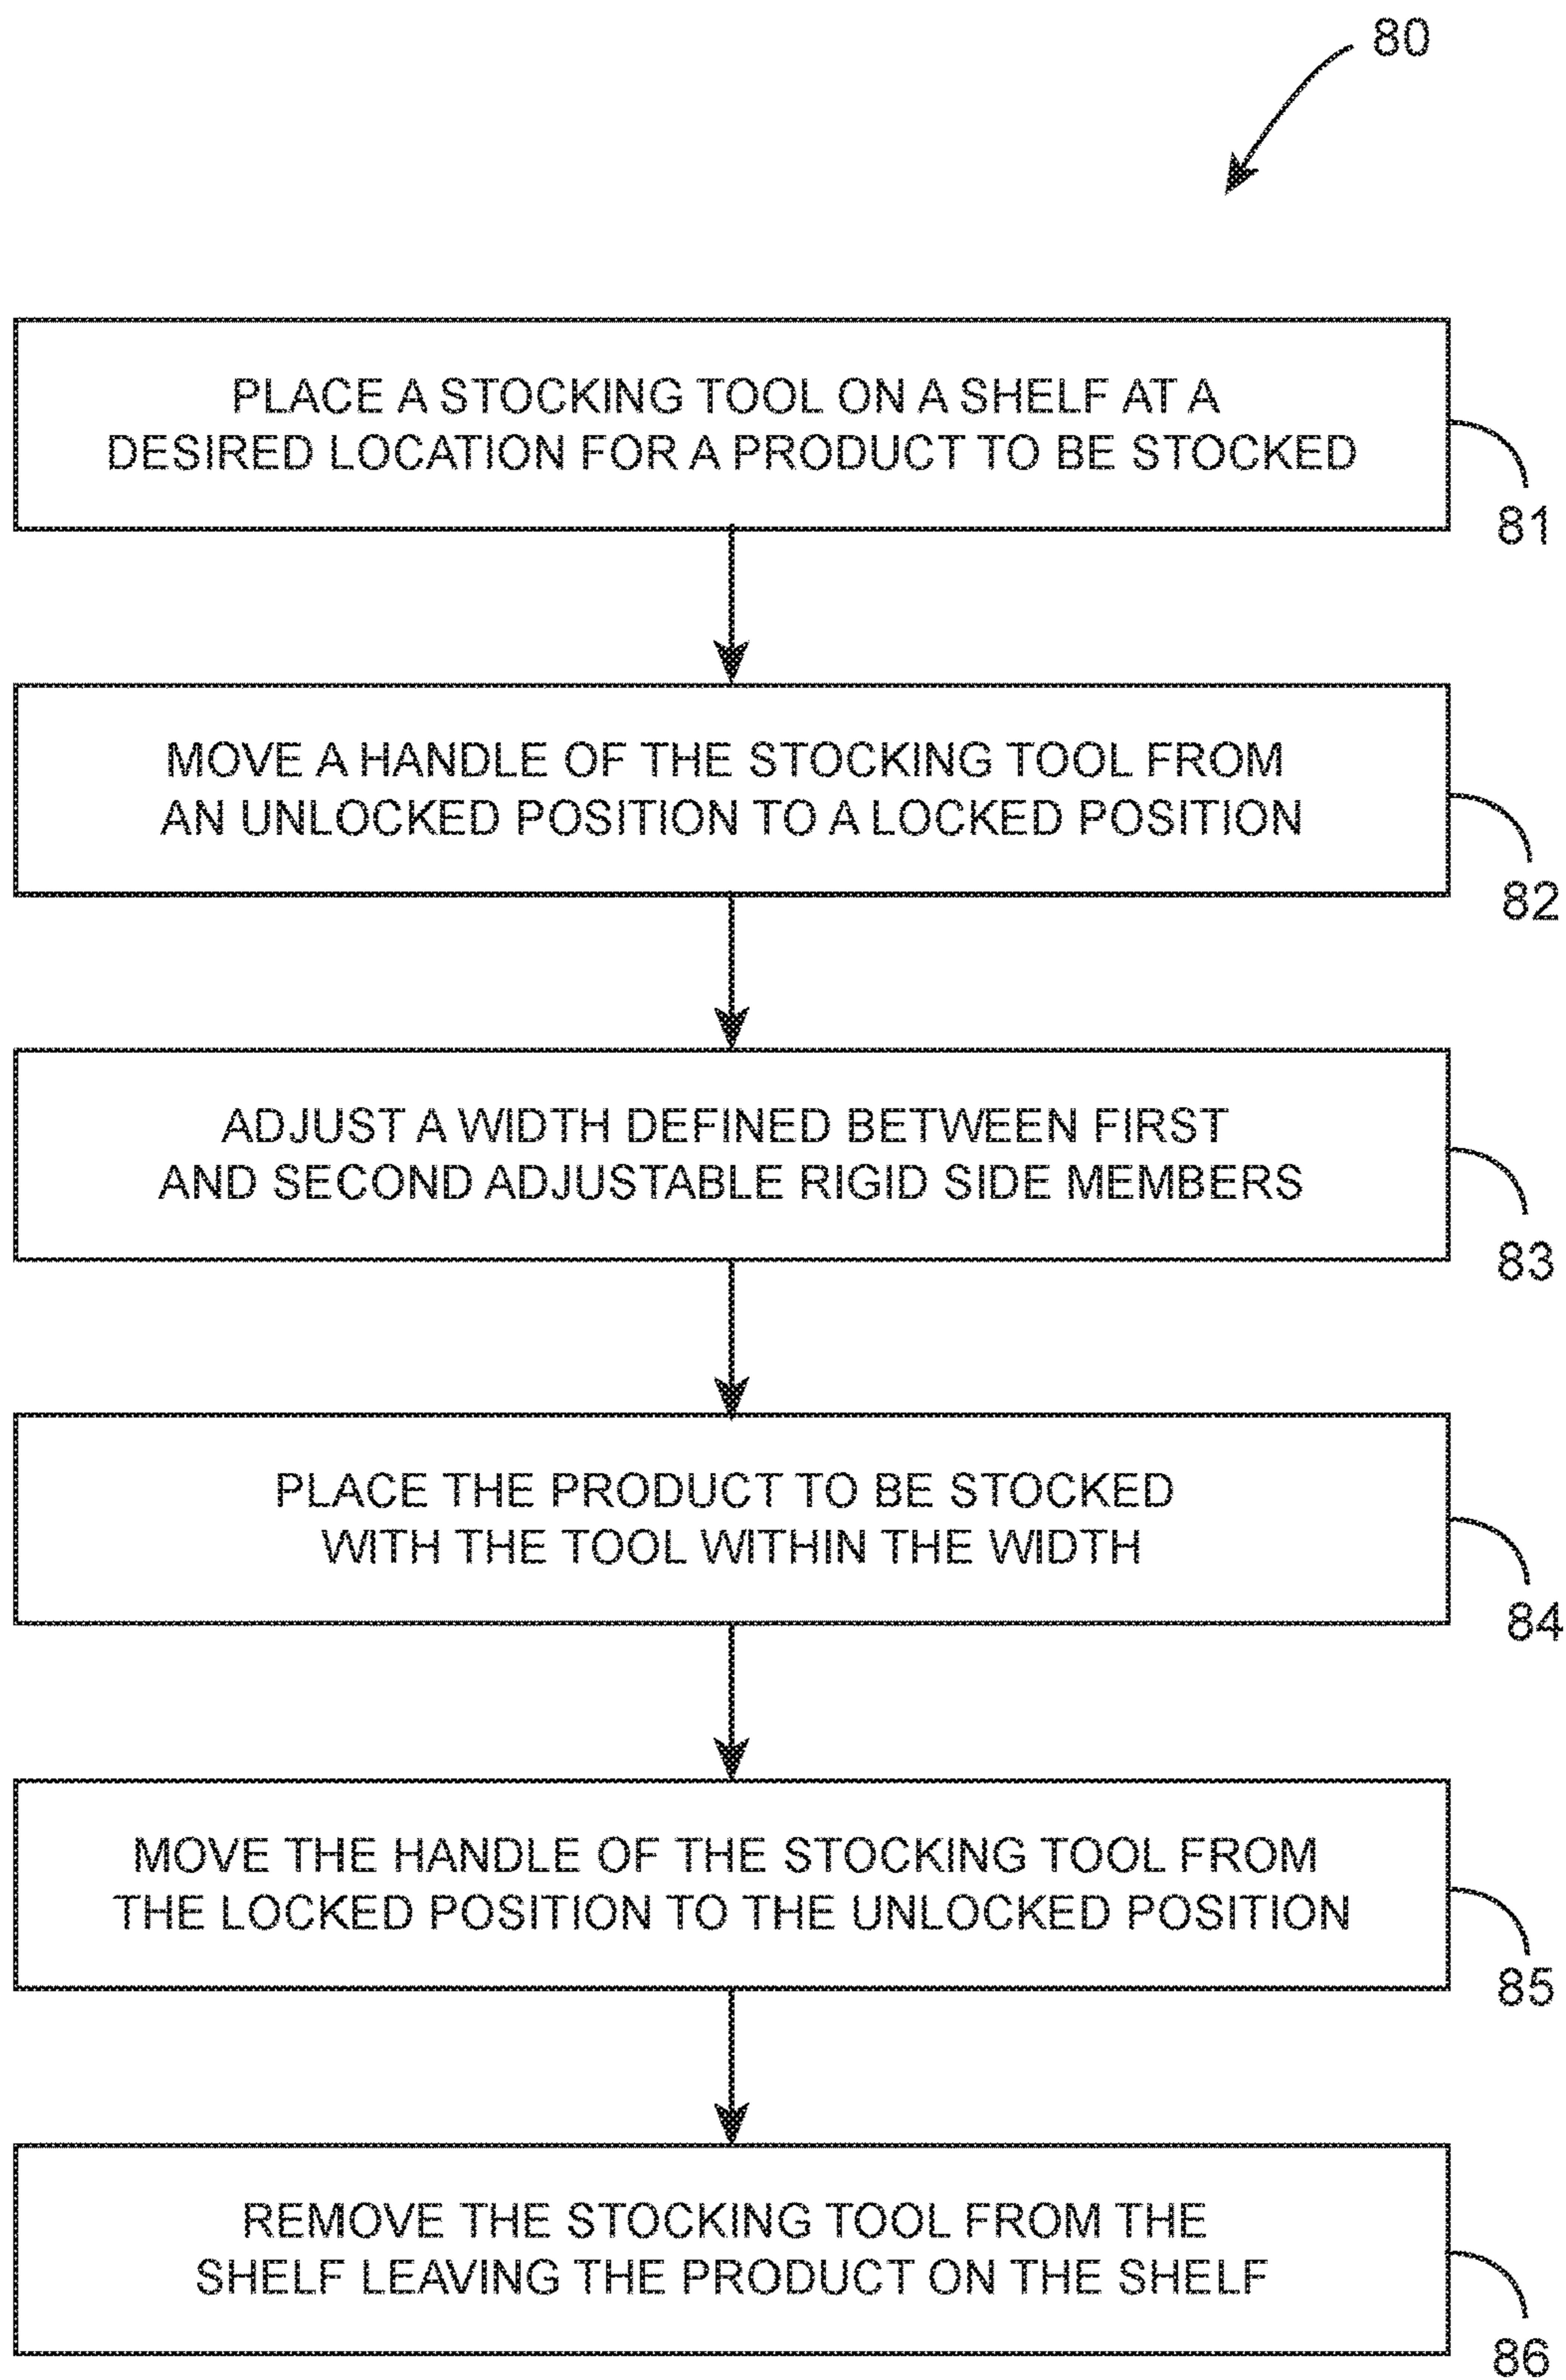 80
PLACE A STOCKING TOOL ON A SHELF AT A
DESIRED LOCATION FOR A PRODUCT TO BE STOCKED
81
MOVE A HANDLE OF THE STOCKING TOOL FROM
AN UNLOCKED POSITION TO A LOCKED POSITION
82
ADJUST A WIDTH DEFINED BETWEEN FIRST
AND SECOND ADJUSTABLE RIGID SIDE MEMBERS
83
PLACE THE PRODUCT TO BE STOCKED
WITH THE TOOL WITHIN THE WIDTH
84
MOVE THE HANDLE OF THE STOCKING TOOL FROM
THE LOCKED POSITION TO THE UNLOCKED POSITION
85
REMOVE THE STOCKING TOOL FROM THE
SHELF LEAVING THE PRODUCT ON THE SHELF
86